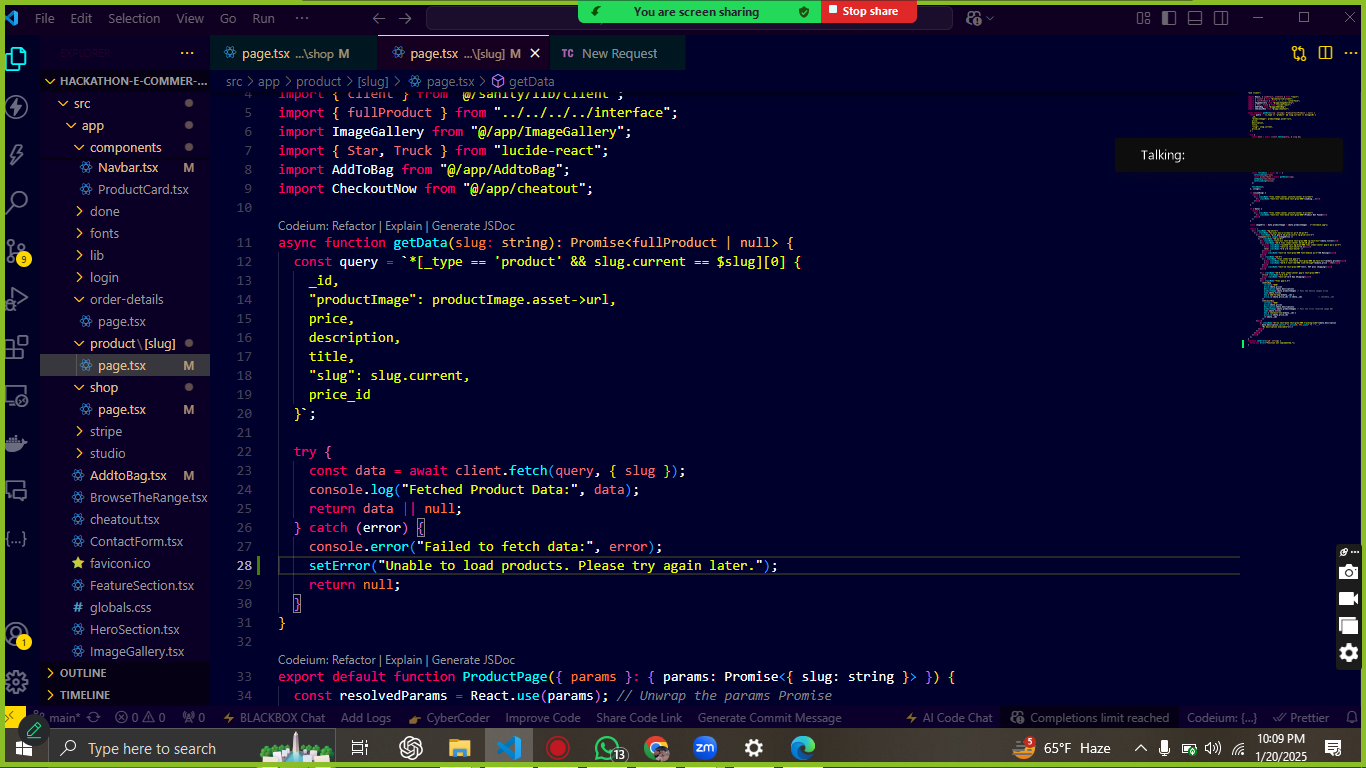 File Edit Selection View Go Run ···
You are screen sharing
Stop share
EXPLORER
page.tsx ...\shop M
page.tsx ...\[slug] M
TC New Request
HACKATHON-E-COMMER-...
src > app > product > [slug] > page.tsx > getData
src
app
components
Navbar.tsx M
ProductCard.tsx
done
fonts
lib
login
order-details
page.tsx
product\[slug]
page.tsx M
shop
page.tsx M
stripe
studio
AddtoBag.tsx M
BrowseTheRange.tsx
cheatout.tsx
ContactForm.tsx
favicon.ico
FeatureSection.tsx
globals.css
HeroSection.tsx
ImageGallery.tsx
OUTLINE
TIMELINE
9
1
4 import { client } from "@/sanity/lib/client";
5 import { fullProduct } from "../../../../interface";
6 import ImageGallery from "@/app/ImageGallery";
7 import { Star, Truck } from "lucide-react";
8 import AddToBag from "@/app/AddtoBag";
9 import CheckoutNow from "@/app/cheatout";
10
Codeium: Refactor | Explain | Generate JSDoc
11 async function getData(slug: string): Promise<fullProduct | null> {
12 const query = `*[_type == 'product' && slug.current == $slug][0] {
13 _id,
14 "productImage": productImage.asset->url,
15 price,
16 description,
17 title,
18 "slug": slug.current,
19 price_id
20 }`;
21
22 try {
23 const data = await client.fetch(query, { slug });
24 console.log("Fetched Product Data:", data);
25 return data || null;
26 } catch (error) {
27 console.error("Failed to fetch data:", error);
28 setError("Unable to load products. Please try again later.");
29 return null;
30 }
31 }
32
Codeium: Refactor | Explain | Generate JSDoc
33 export default function ProductPage({ params }: { params: Promise<{ slug: string }> }) {
34 const resolvedParams = React.use(params); // Unwrap the params Promise
Talking:
main* 0 0 0 BLACKBOX Chat Add Logs CyberCoder Improve Code Share Code Link Generate Commit Message AI Code Chat Completions limit reached Codeium: {...} Prettier
Type here to search
13
zm
5
65°F Haze
10:09 PM
1/20/2025